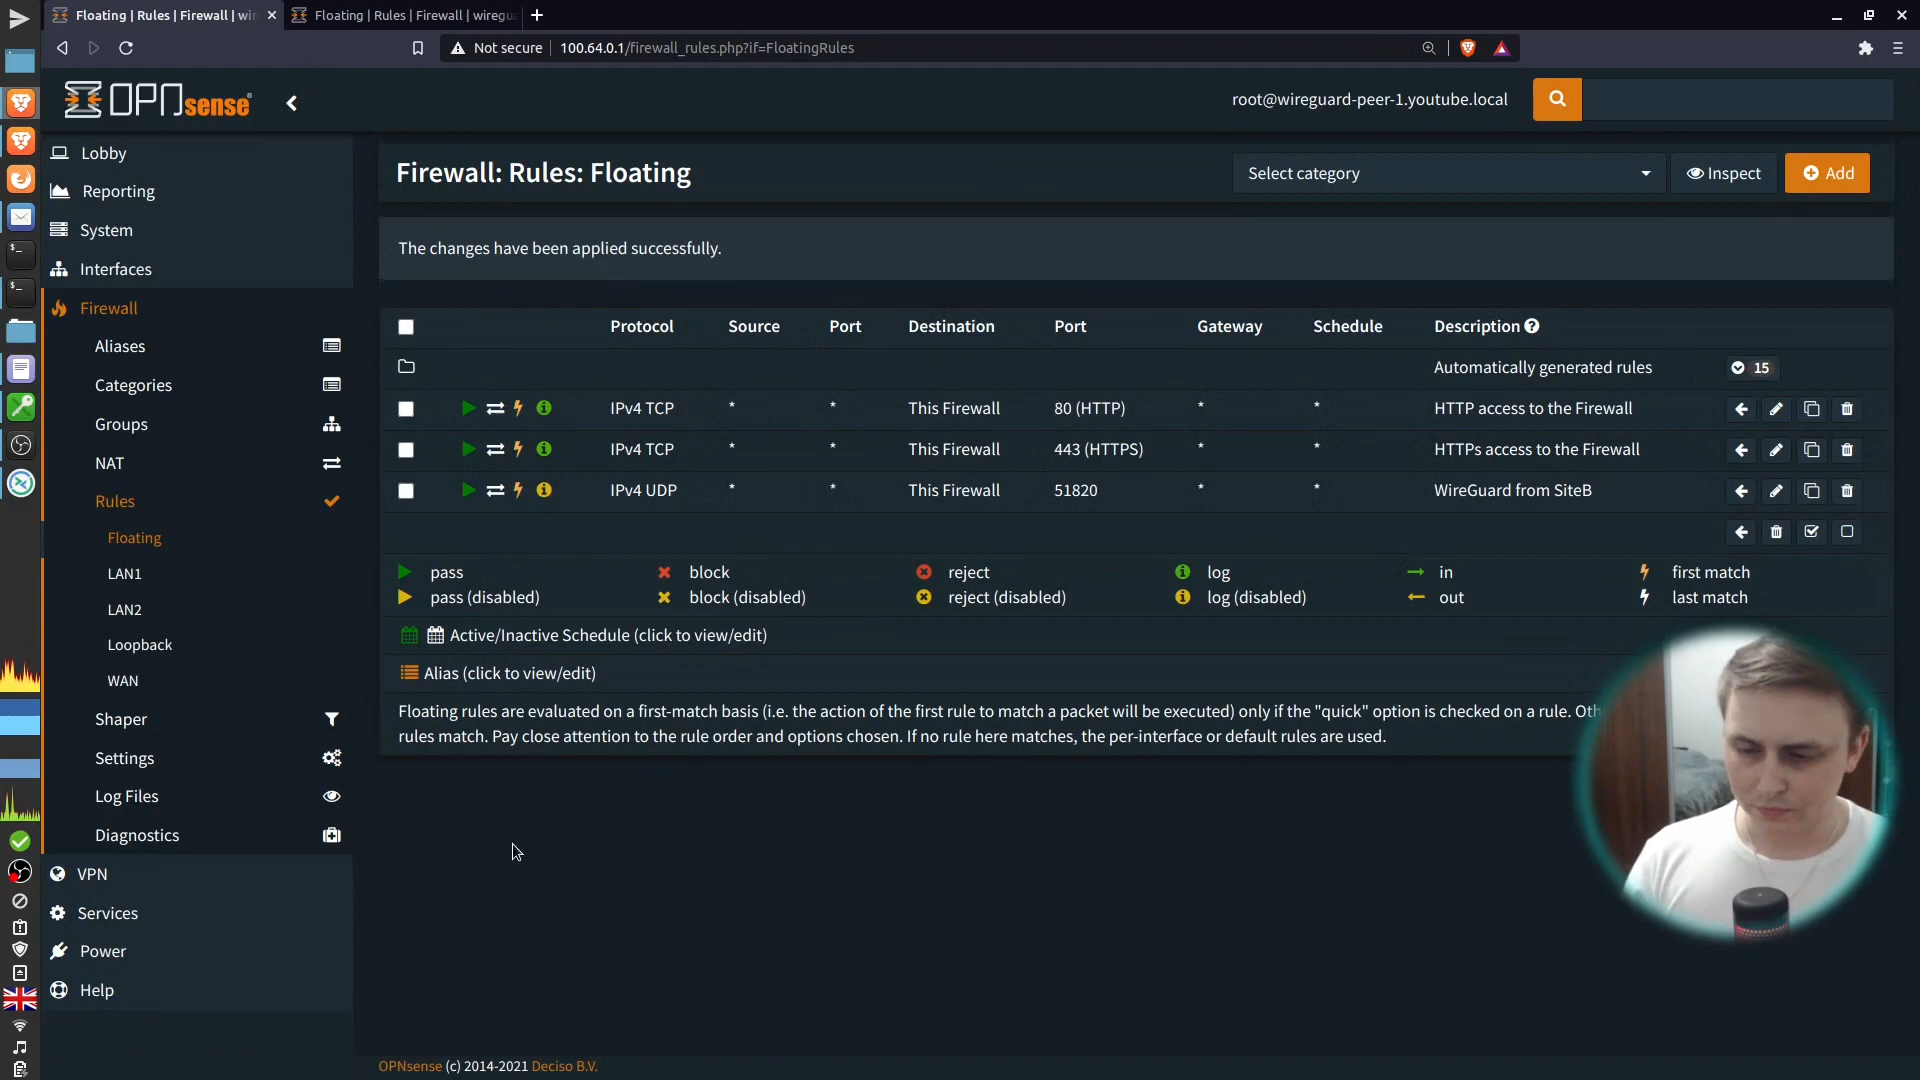 Floating | Rules | Firewall | wi
Floating | Rules | Firewall | wiregu
Not secure
100.64.0.1/firewall_rules.php?if=FloatingRules
OPNsense
root@wireguard-peer-1.youtube.local
Lobby
Reporting
System
Interfaces
Firewall
Aliases
Categories
Groups
NAT
Rules
Floating
LAN1
LAN2
Loopback
WAN
Shaper
Settings
Log Files
Diagnostics
VPN
Services
Power
Help
Firewall: Rules: Floating
Select category
Inspect
Add
The changes have been applied successfully.
Protocol Source Port Destination Port Gateway Schedule Description
Automatically generated rules 15
IPv4 TCP * * This Firewall 80 (HTTP) * * HTTP access to the Firewall
IPv4 TCP * * This Firewall 443 (HTTPS) * * HTTPs access to the Firewall
IPv4 UDP * * This Firewall 51820 * * WireGuard from SiteB
pass block reject log in first match
pass (disabled) block (disabled) reject (disabled) log (disabled) out last match
Active/Inactive Schedule (click to view/edit)
Alias (click to view/edit)
Floating rules are evaluated on a first-match basis (i.e. the action of the first rule to match a packet will be executed) only if the "quick" option is checked on a rule.
rules match. Pay close attention to the rule order and options chosen. If no rule here matches, the per-interface or default rules are used.
OPNsense (c) 2014-2021 Deciso B.V.